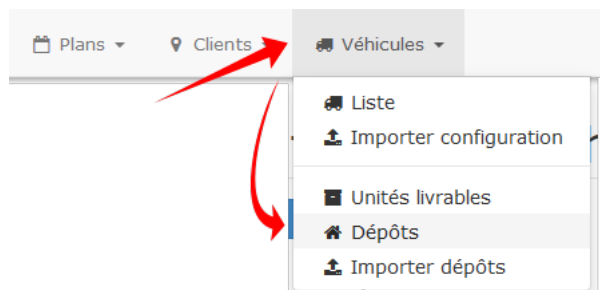 Plans Clients Véhicules
Liste
Importer configuration
Unités livrables
Dépôts
Importer dépôts